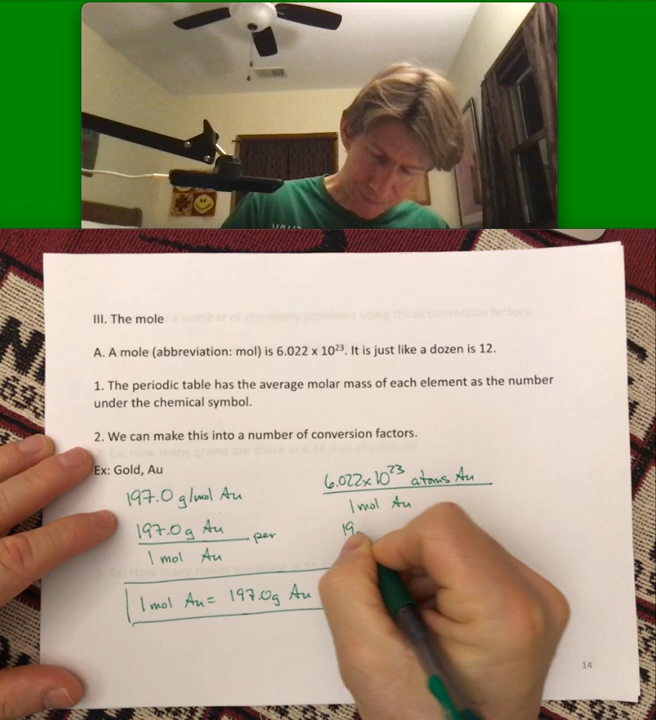 III. The mole
A. A mole (abbreviation: mol) is 6.022 x 10²³. It is just like a dozen is 12.
1. The periodic table has the average molar mass of each element as the number
under the chemical symbol.
2. We can make this into a number of conversion factors.
Ex: Gold, Au
197.0 g/mol Au
197.0 g Au
per
1 mol Au
1 mol Au = 197.0g Au
6.022x10²³ atoms Au
1 mol Au
19
14